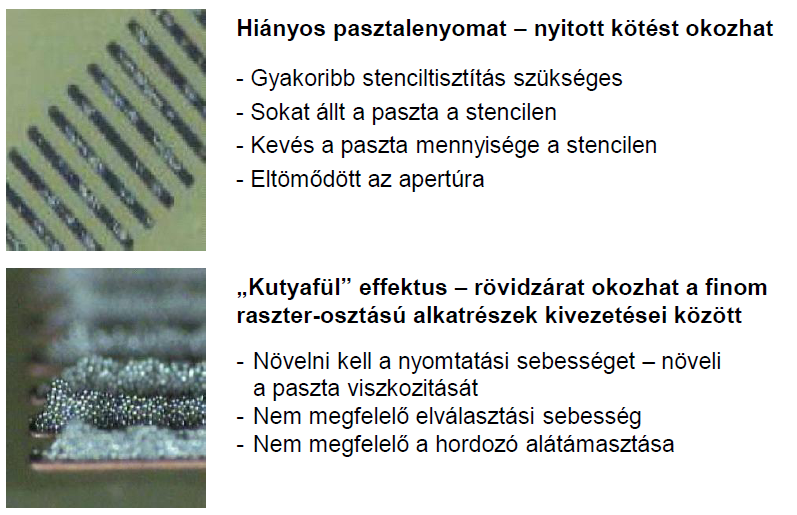 Hiányos pasztalenyomat – nyitott kötést okozhat
- Gyakoribb stenciltisztítás szükséges
- Sokat állt a paszta a stencilen
- Kevés a paszta mennyisége a stencilen
- Eltömődött az apertúra
„Kutyafül” effektus – rövidzárat okozhat a finom
raszter-osztású alkatrészek kivezetései között
- Növelni kell a nyomtatási sebességet – növeli
a paszta viszkozitását
- Nem megfelelő elválasztási sebesség
- Nem megfelelő a hordozó alátámasztása